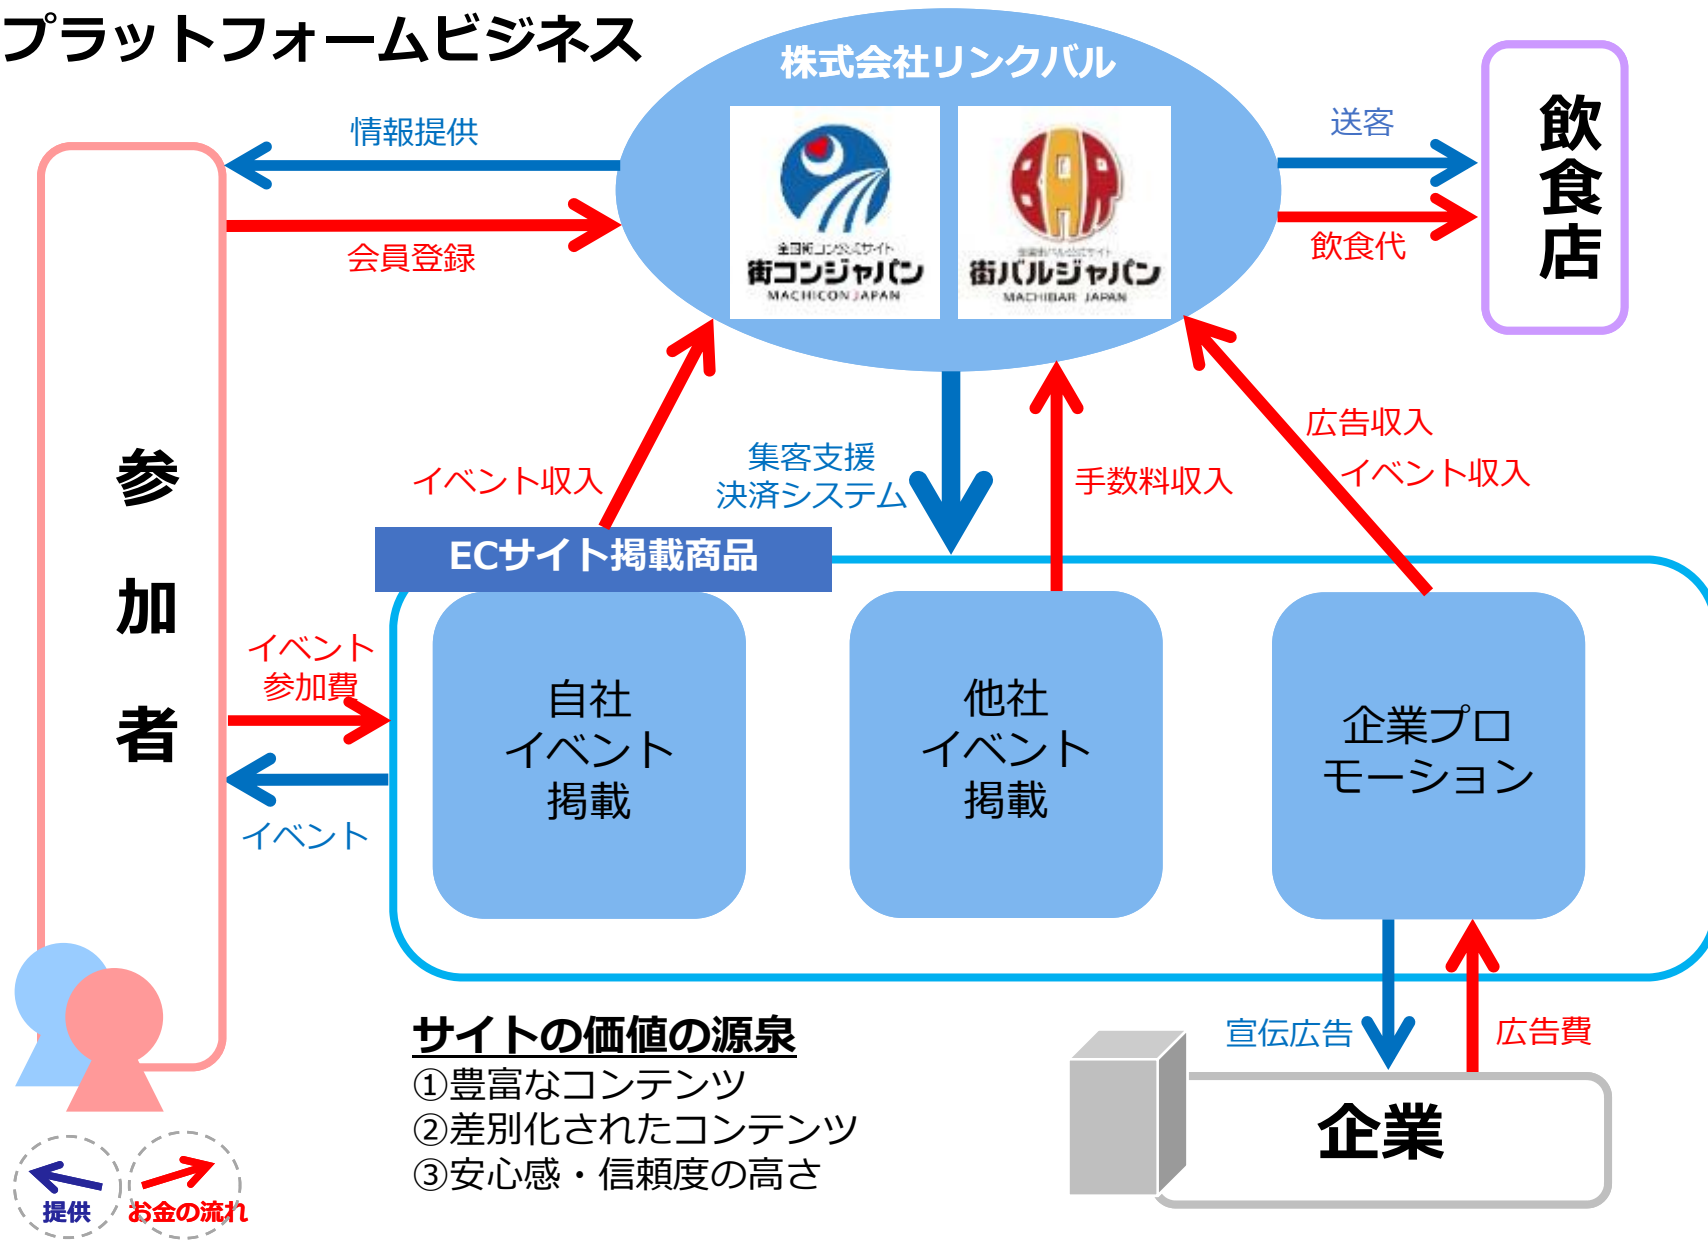 プラットフォームビジネス
株式会社リンクバル
全国街コン公式サイト
街コンジャパン
MACHICON JAPAN
街バルジャパン
MACHIBAR JAPAN
情報提供
会員登録
送客
飲食代
飲食店
参加者
イベント収入
集客支援
決済システム
手数料収入
広告収入
イベント収入
ECサイト掲載商品
イベント
参加費
イベント
自社
イベント
掲載
他社
イベント
掲載
企業プロ
モーション
宣伝広告
広告費
企業
サイトの価値の源泉
①豊富なコンテンツ
②差別化されたコンテンツ
③安心感・信頼度の高さ
提供
お金の流れ